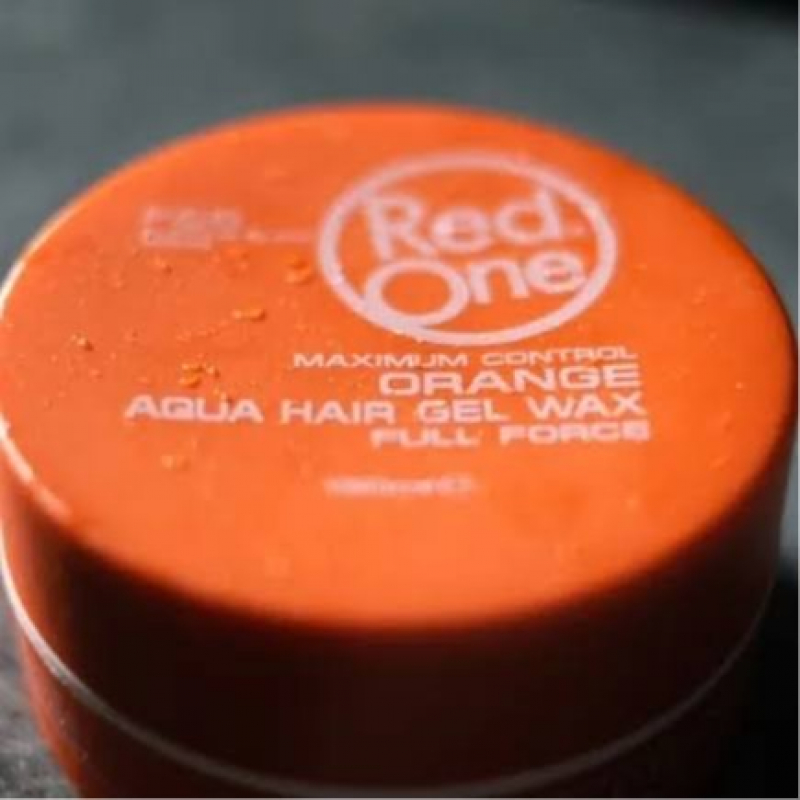 Red
One
MAXIMUM CONTROL
ORANGE
AQUA HAIR GEL WAX
FULL FORCE